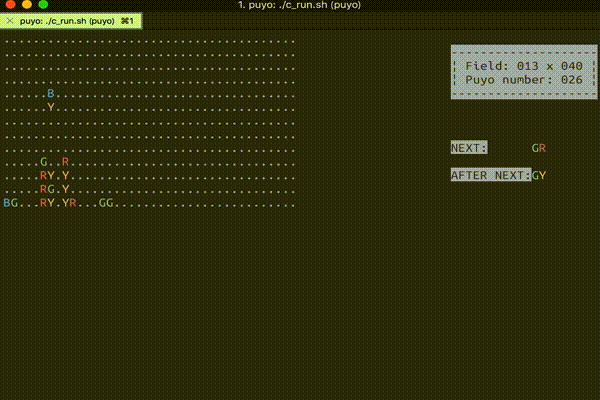 1. puyo: ./c_run.sh (puyo)
× puyo: ./c_run.sh (puyo) ⌘1
........................................
........................................
........................................
........................................
......B.................................
......Y.................................
........................................
........................................
........................................
.....G..R...............................
.....RY.Y...............................
.....RG.Y...............................
BG...RY.YR...GG.........................
Field: 013 x 040
Puyo number: 026
NEXT: GR
AFTER NEXT:GY